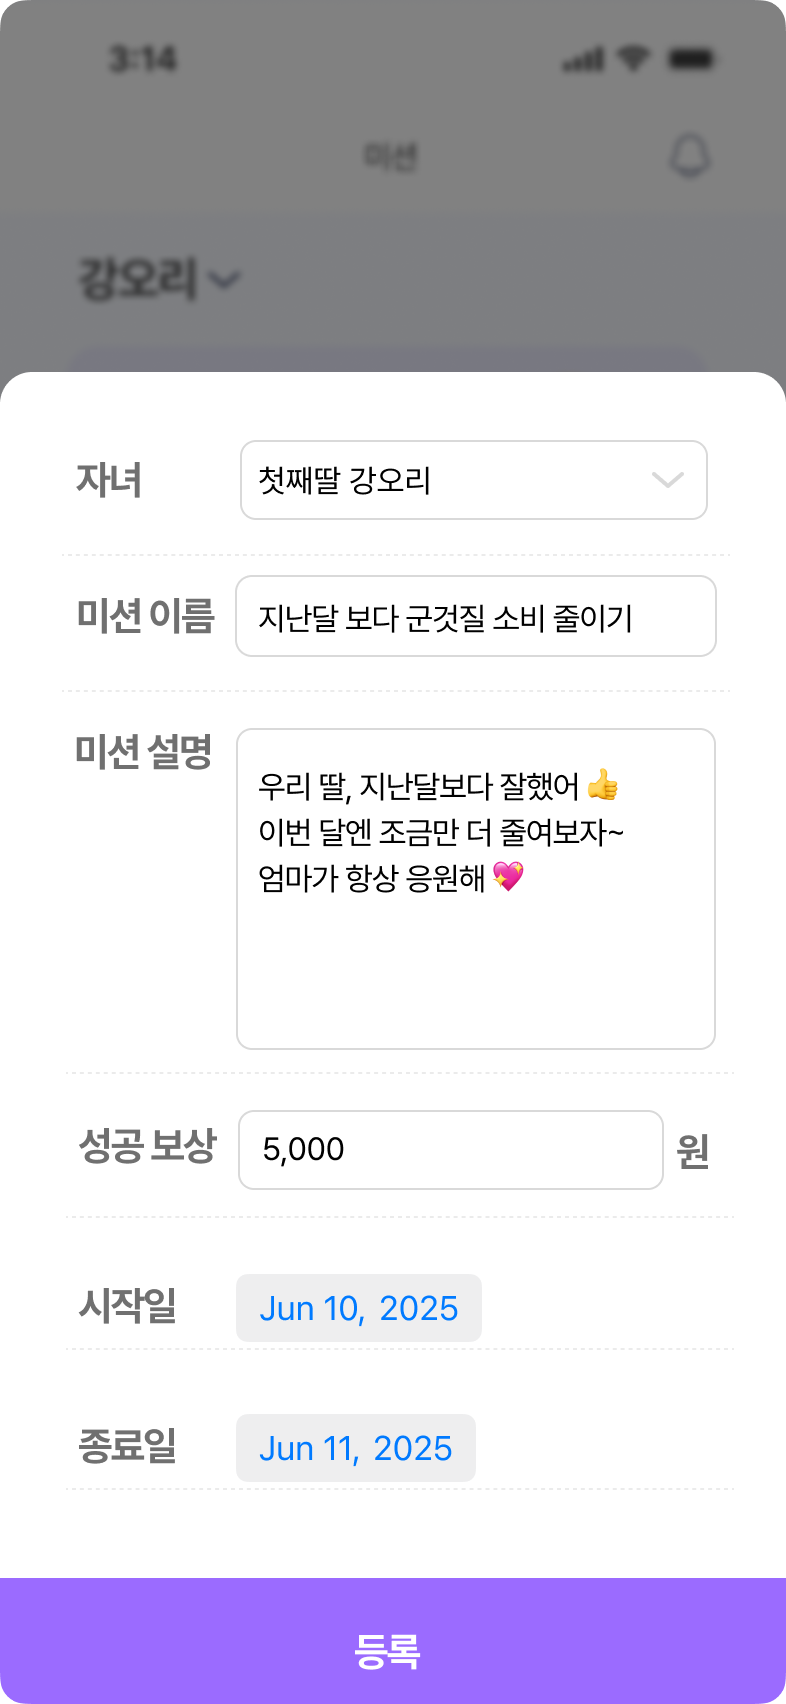 3:14
미션
강오리
자녀
첫째딸 강오리
미션 이름
지난달 보다 군것질 소비 줄이기
미션 설명
우리 딸, 지난달보다 잘했어 👍
이번 달엔 조금만 더 줄여보자~
엄마가 항상 응원해 💖
성공 보상
5,000
원
시작일
Jun 10, 2025
종료일
Jun 11, 2025
등록